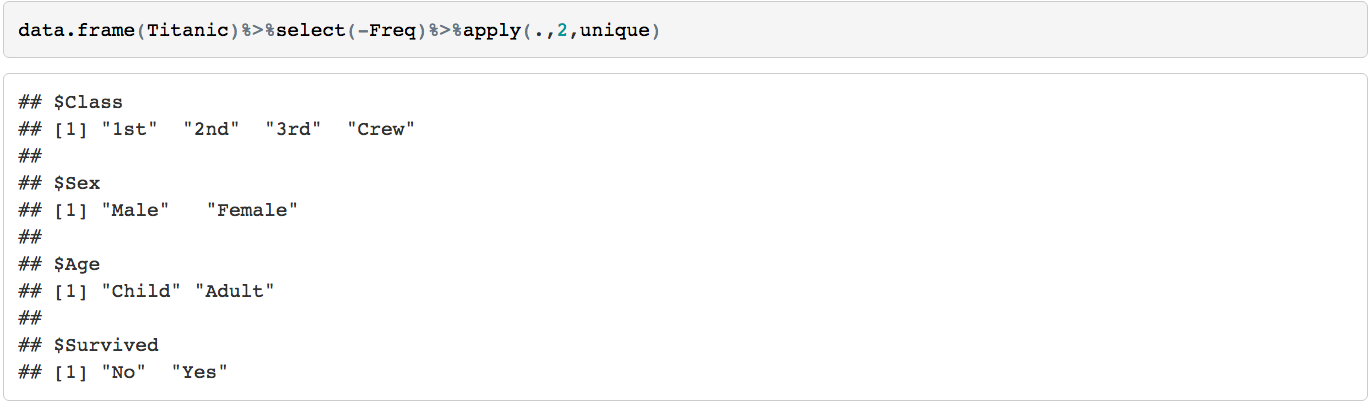 data.frame(Titanic)%>%select(-Freq)%>%apply(.,2,unique)
## $Class
## [1] "1st"  "2nd"  "3rd"  "Crew"
##
## $Sex
## [1] "Male"   "Female"
##
## $Age
## [1] "Child" "Adult"
##
## $Survived
## [1] "No"  "Yes"